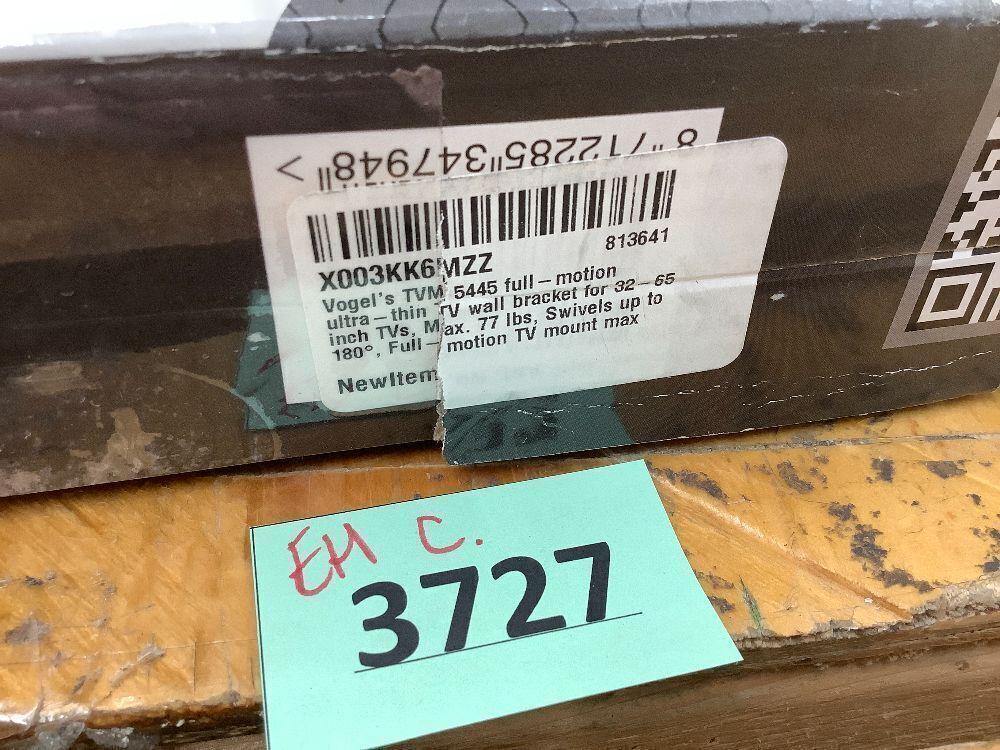 8"712285"347948 >
813641
X003KK6MZZ
Vogel's TVM 5445 full-motion
ultra-thin TV wall bracket for 32-65
inch TVs, Max. 77 lbs, Swivels up to
180°, Full-motion TV mount max
NewItem
EH C.
3727